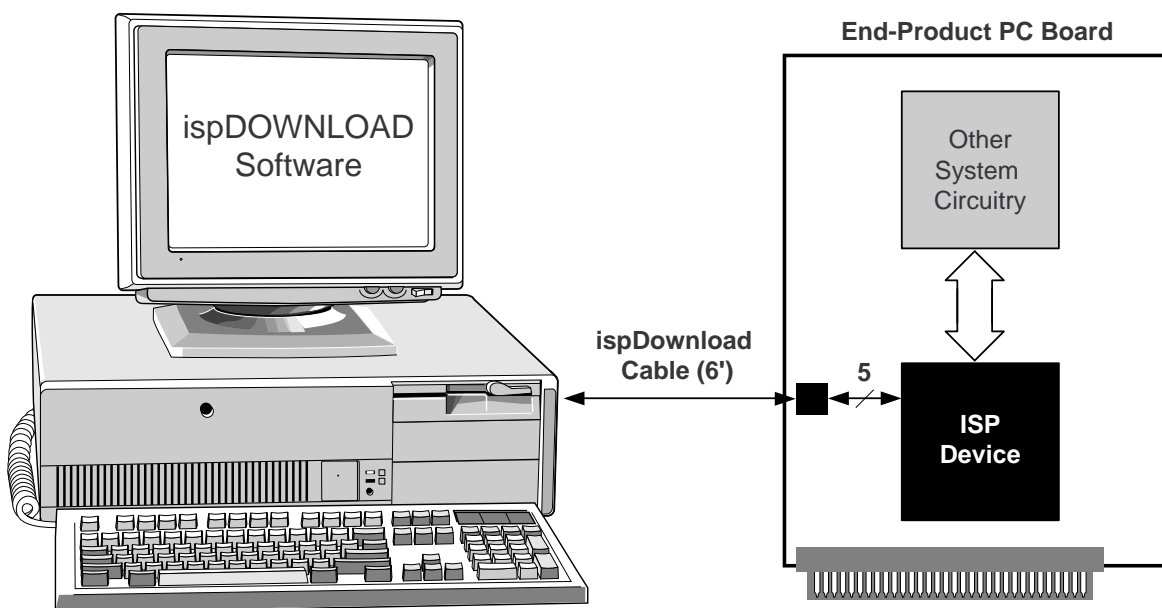 End-Product PC Board
ispDOWNLOAD
Software
Other
System
Circuitry
ispDownload
Cable (6')
5
ISP
Device